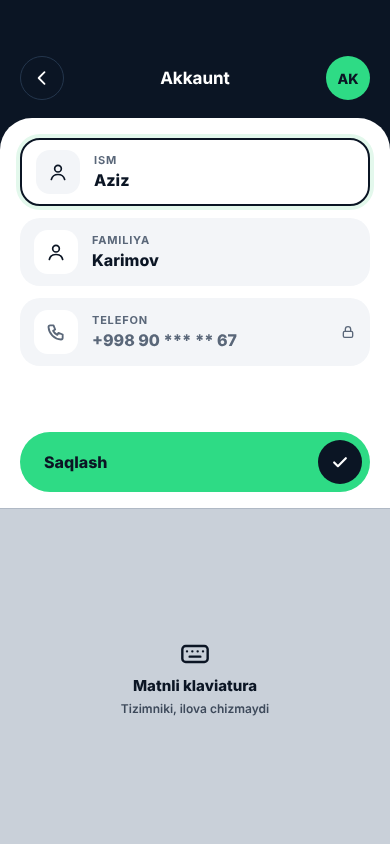 Akkaunt
AK
ISM
Aziz
FAMILIYA
Karimov
TELEFON
+998 90 *** ** 67
Saqlash
Matnli klaviatura
Tizimniki, ilova chizmaydi